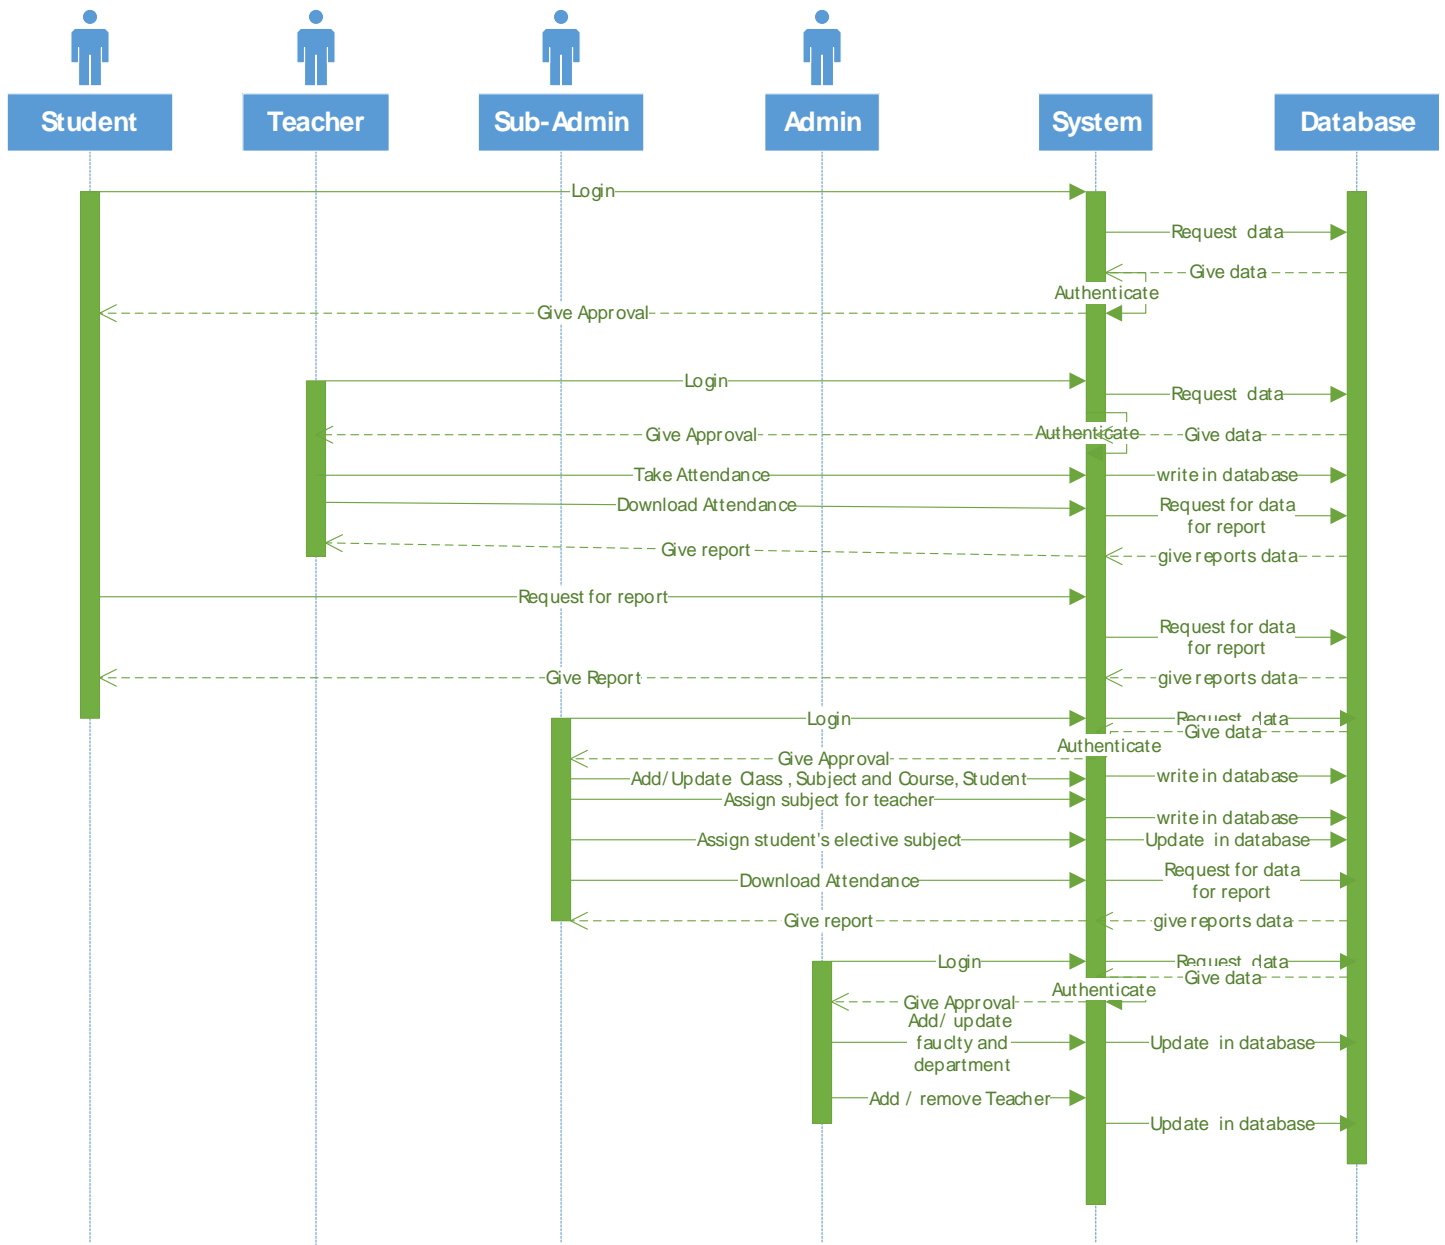 Student
Teacher
Sub-Admin
Admin
System
Database
Login
Request data
Give data
Authenticate
Give Approval
Login
Request data
Give Approval
Authenticate
Give data
Take Attendance
write in database
Download Attendance
Request for data
for report
Give report
give reports data
Request for report
Request for data
for report
Give Report
give reports data
Login
Request data
Give data
Authenticate
Give Approval
Add/Update Class , Subject and Course, Student
write in database
Assign subject for teacher
write in database
Assign student's elective subject
Update in database
Download Attendance
Request for data
for report
Give report
give reports data
Login
Request data
Give data
Authenticate
Give Approval
Add/ update
fauclty and
department
Update in database
Add / remove Teacher
Update in database